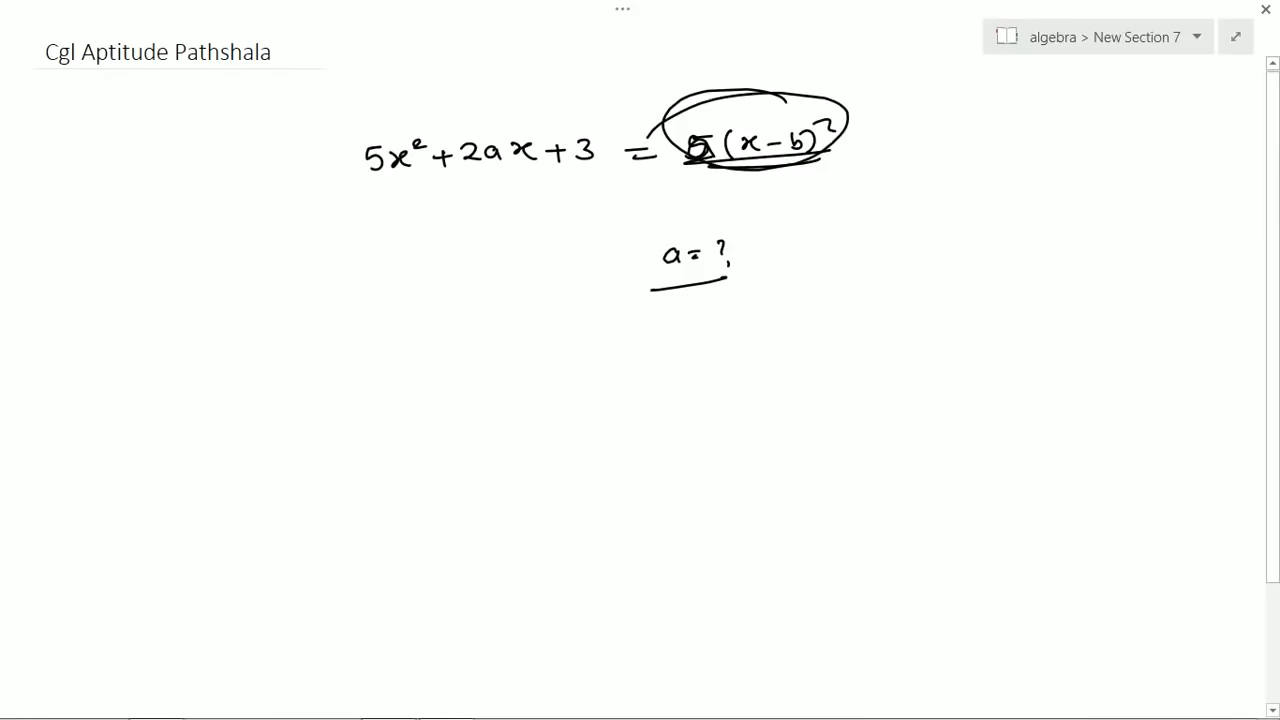 Cgl Aptitude Pathshala
algebra > New Section 7
5x² + 2ax + 3 = 5(x - b)²
a = ?